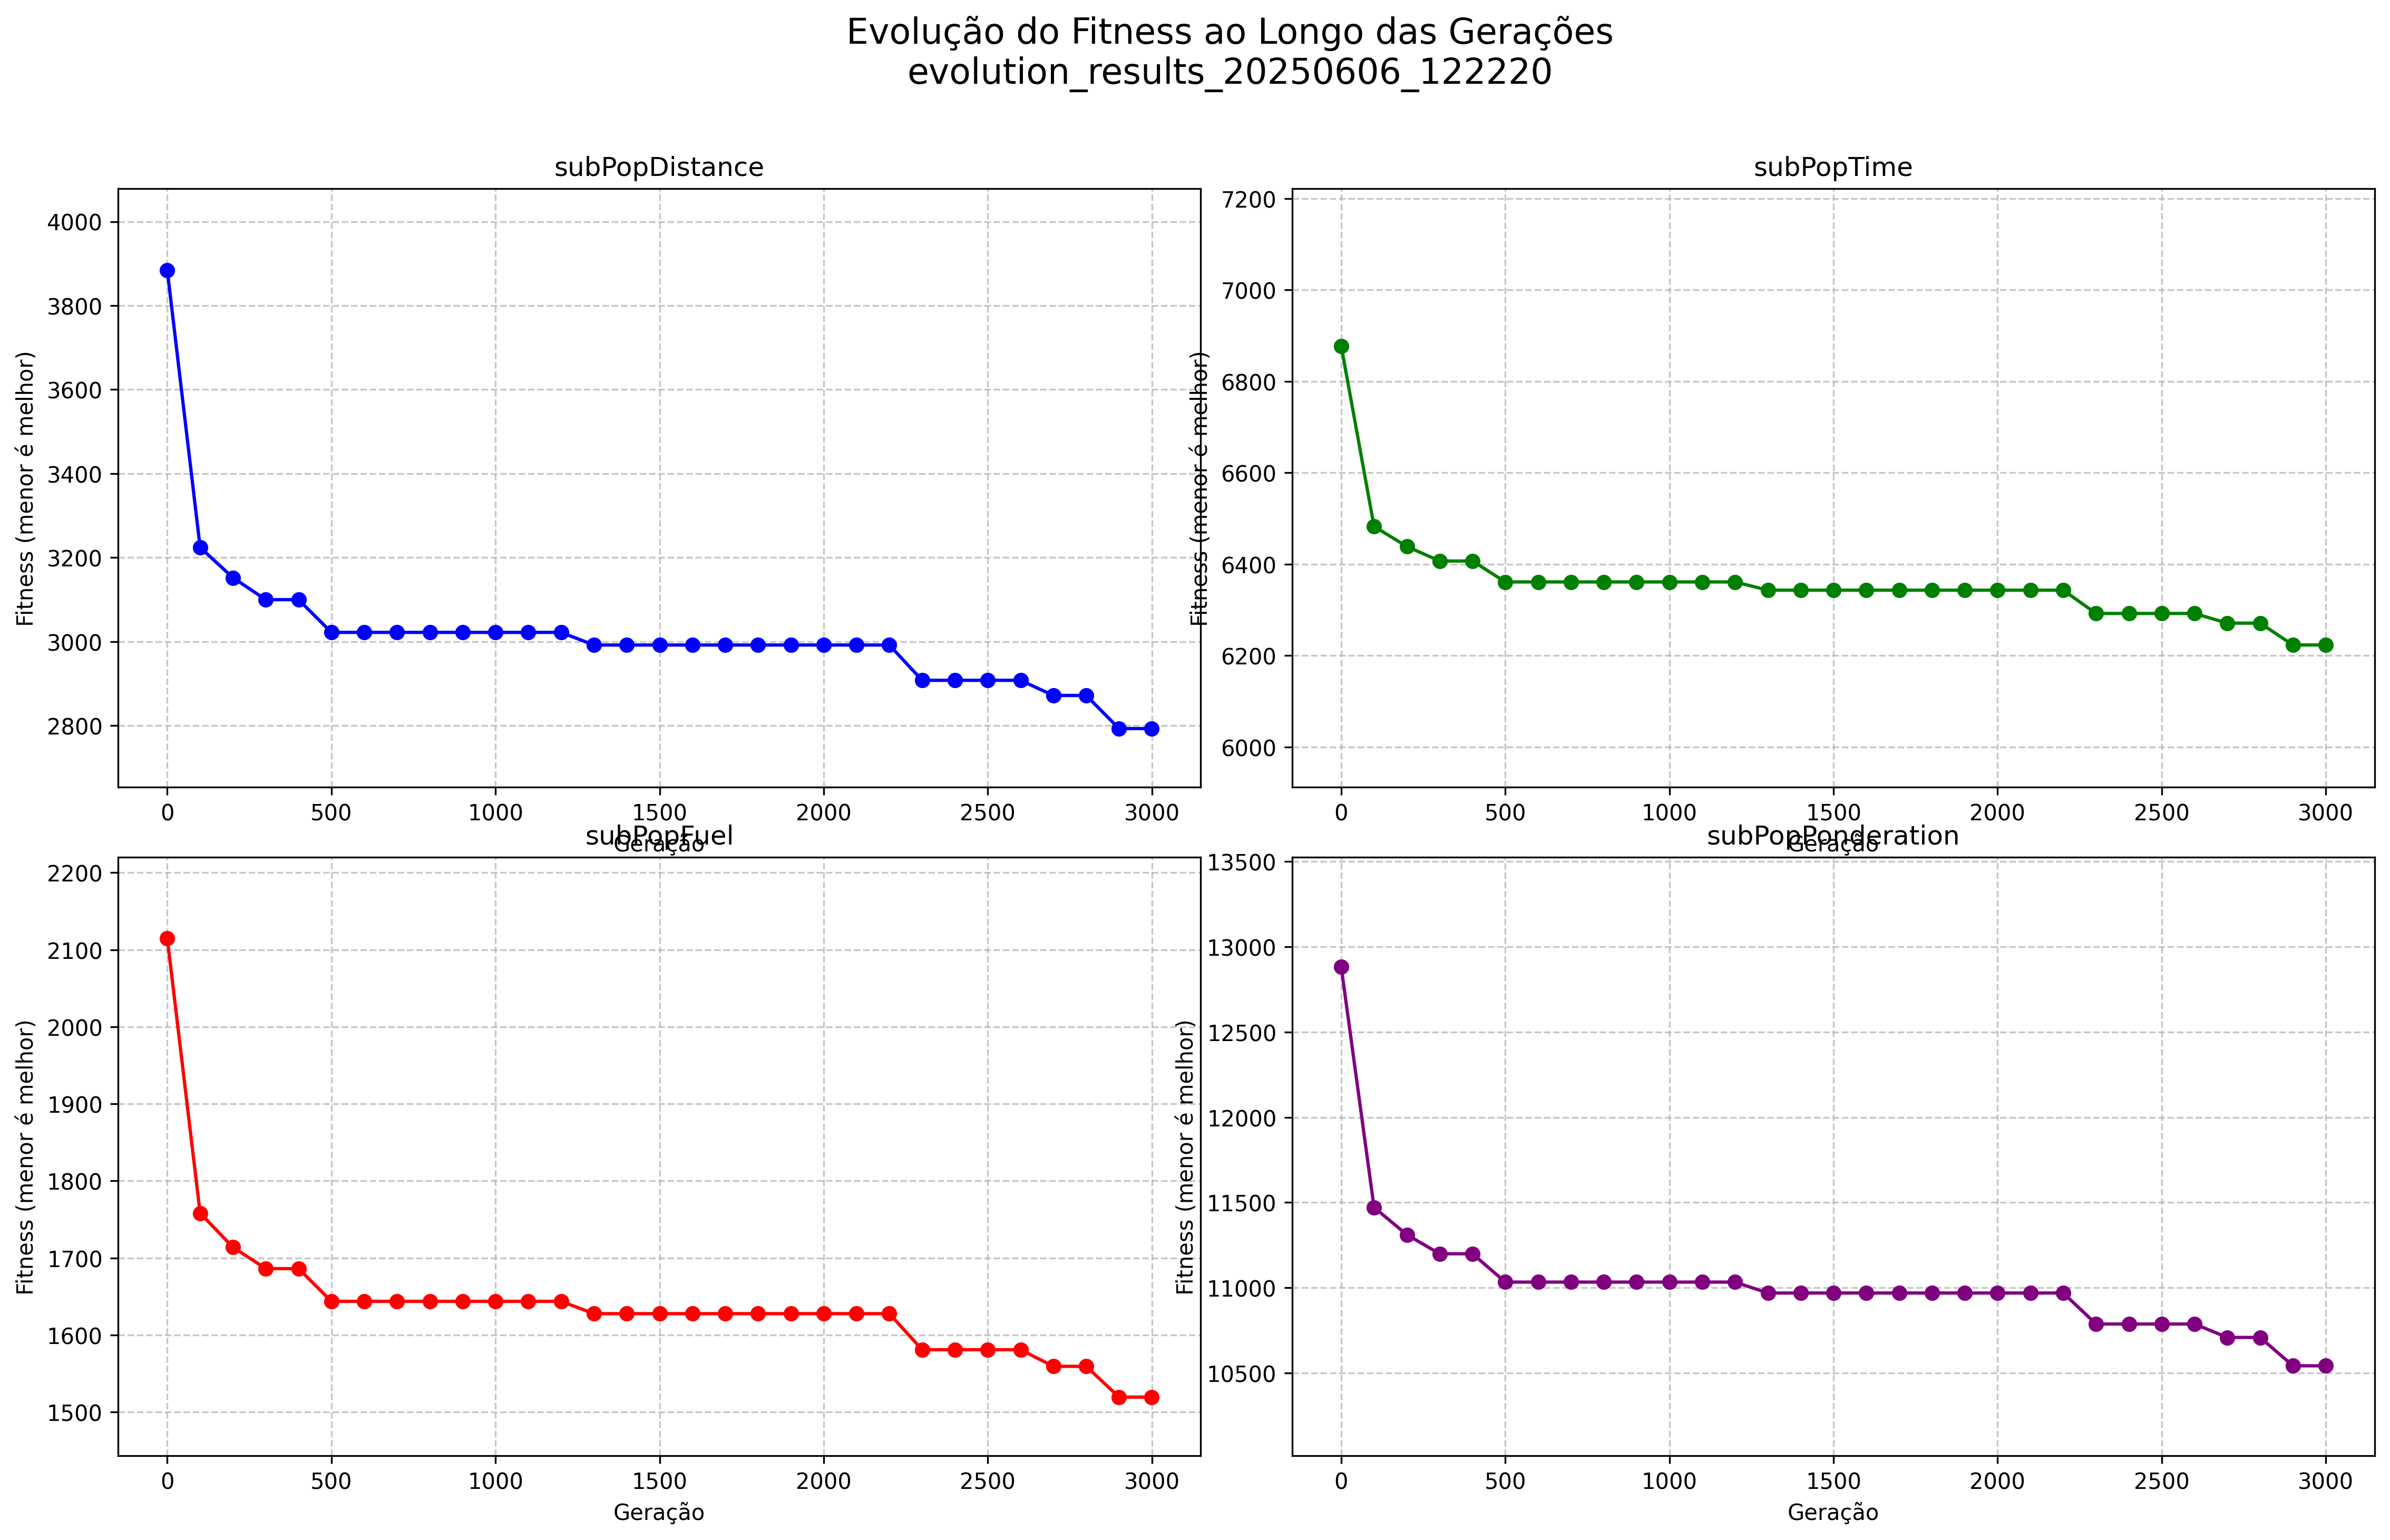 Evolução do Fitness ao Longo das Gerações
evolution_results_20250606_122220
subPopDistance
Fitness (menor é melhor)
4000
3800
3600
3400
3200
3000
2800
0 500 1000 1500 2000 2500 3000
Geração
subPopTime
Fitness (menor é melhor)
7200
7000
6800
6600
6400
6200
6000
0 500 1000 1500 2000 2500 3000
Geração
subPopFuel
Fitness (menor é melhor)
2200
2100
2000
1900
1800
1700
1600
1500
0 500 1000 1500 2000 2500 3000
Geração
subPopPonderation
Fitness (menor é melhor)
13500
13000
12500
12000
11500
11000
10500
0 500 1000 1500 2000 2500 3000
Geração